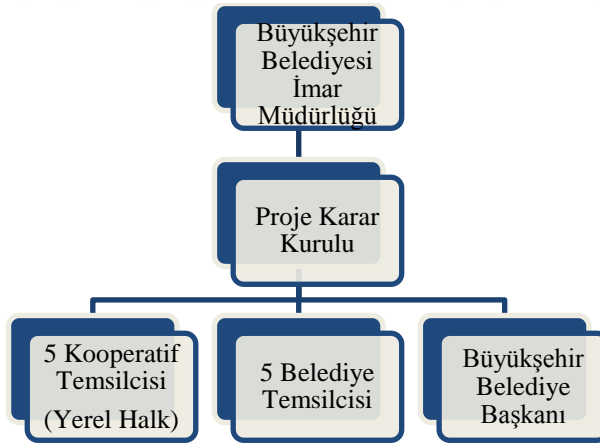 Büyükşehir
Belediyesi
İmar
Müdürlüğü
Proje Karar
Kurulu
5 Kooperatif
Temsilcisi
(Yerel Halk)
5 Belediye
Temsilcisi
Büyükşehir
Belediye
Başkanı